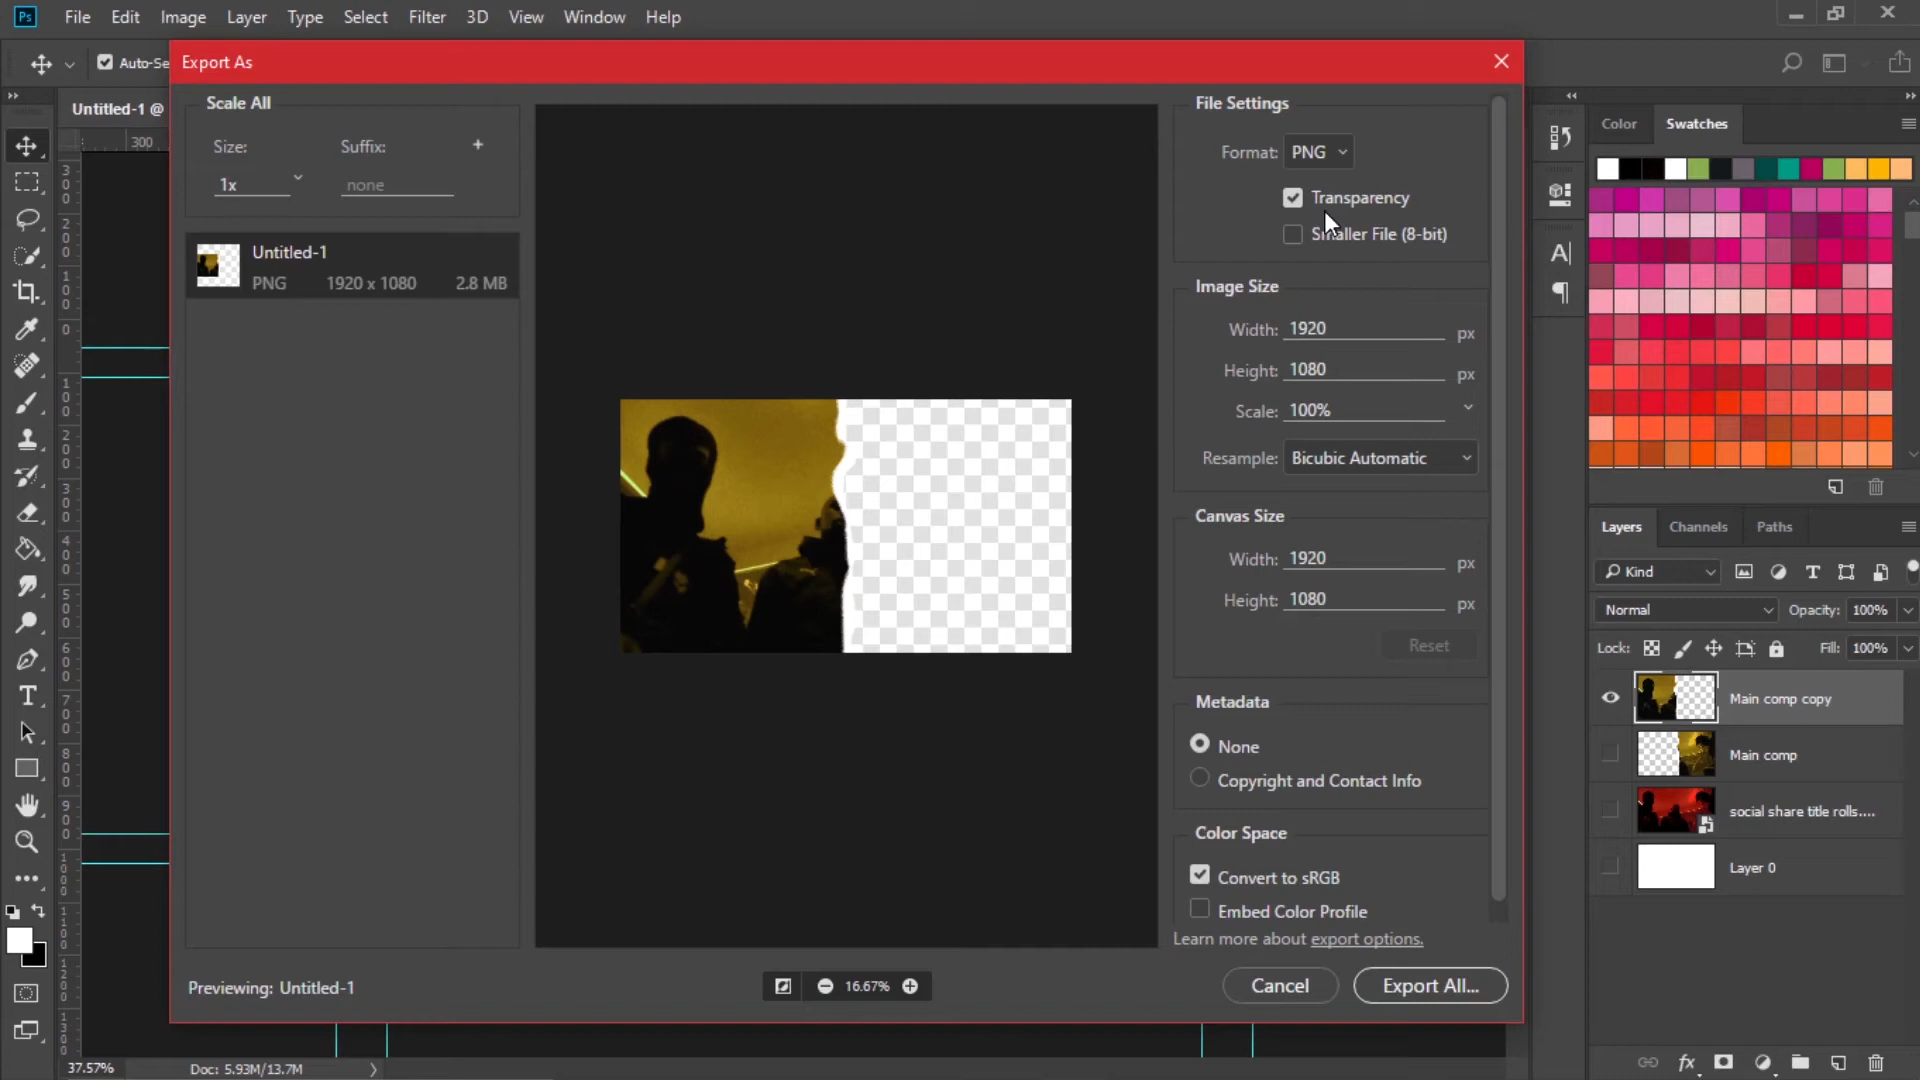 Ps File Edit Image Layer Type Select Filter 3D View Window Help
Auto-Se
Export As
Untitled-1 @
300
Scale All
Size: Suffix: +
1x none
Untitled-1
PNG 1920 x 1080 2.8 MB
File Settings
Format: PNG
Transparency
Smaller File (8-bit)
Image Size
Width: 1920 px
Height: 1080 px
Scale: 100%
Resample: Bicubic Automatic
Canvas Size
Width: 1920 px
Height: 1080 px
Reset
Metadata
None
Copyright and Contact Info
Color Space
Convert to sRGB
Embed Color Profile
Learn more about export options.
Previewing: Untitled-1
16.67%
Cancel Export All...
Color Swatches
Layers Channels Paths
Kind
Normal Opacity: 100%
Lock: Fill: 100%
Main comp copy
Main comp
social share title rolls....
Layer 0
fx
37.57% Doc: 5.93M/13.7M